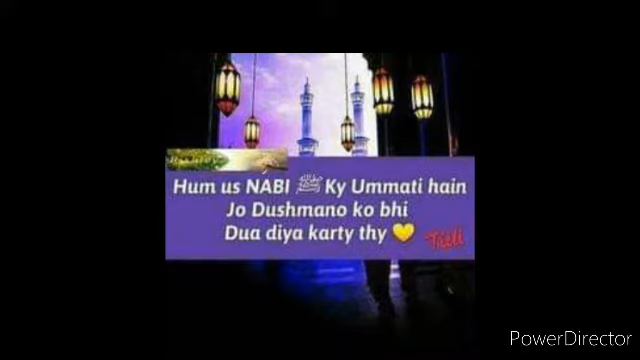 Hum us NABI ﷺ Ky Ummati hain
Jo Dushmano ko bhi
Dua diya karty thy 💛
PowerDirector